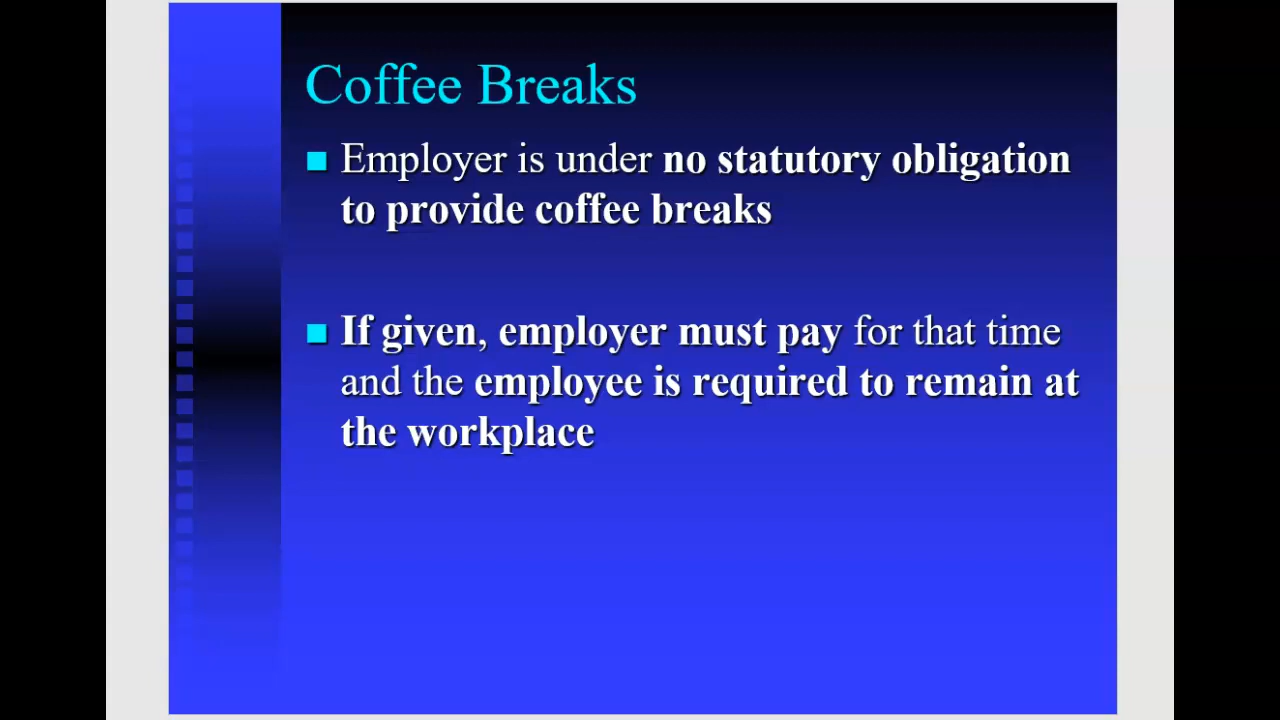 Coffee Breaks
Employer is under no statutory obligation
to provide coffee breaks
If given, employer must pay for that time
and the employee is required to remain at
the workplace